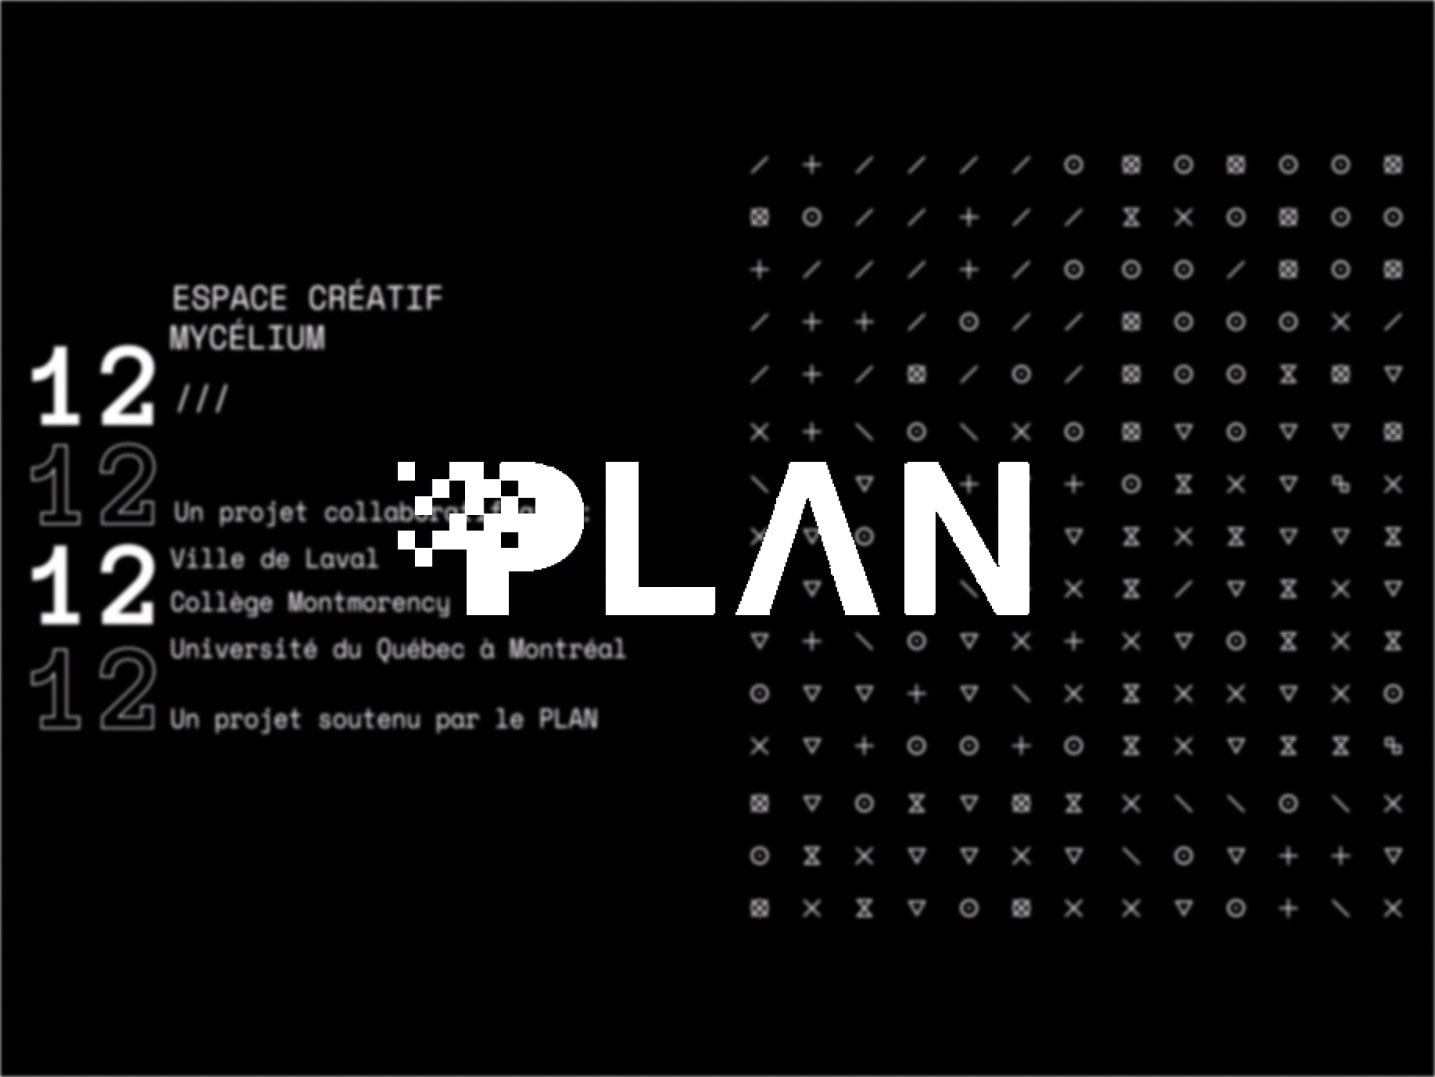 ESPACE CRÉATIF
MYCÉLIUM
12
///
12
Un projet
PLAN
12
Ville de Laval
Collège Montmorency
12
Université du Québec à Montréal
Un projet soutenu par le PLAN